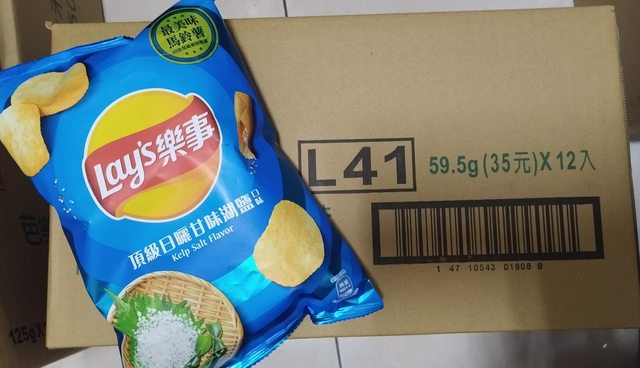 最美味
馬鈴薯
Lay's樂事
頂級日曬甘味湖鹽口味
Kelp Salt Flavor
L41
59.5g(35元)X12入
1 47 10543 01908 9
125g X